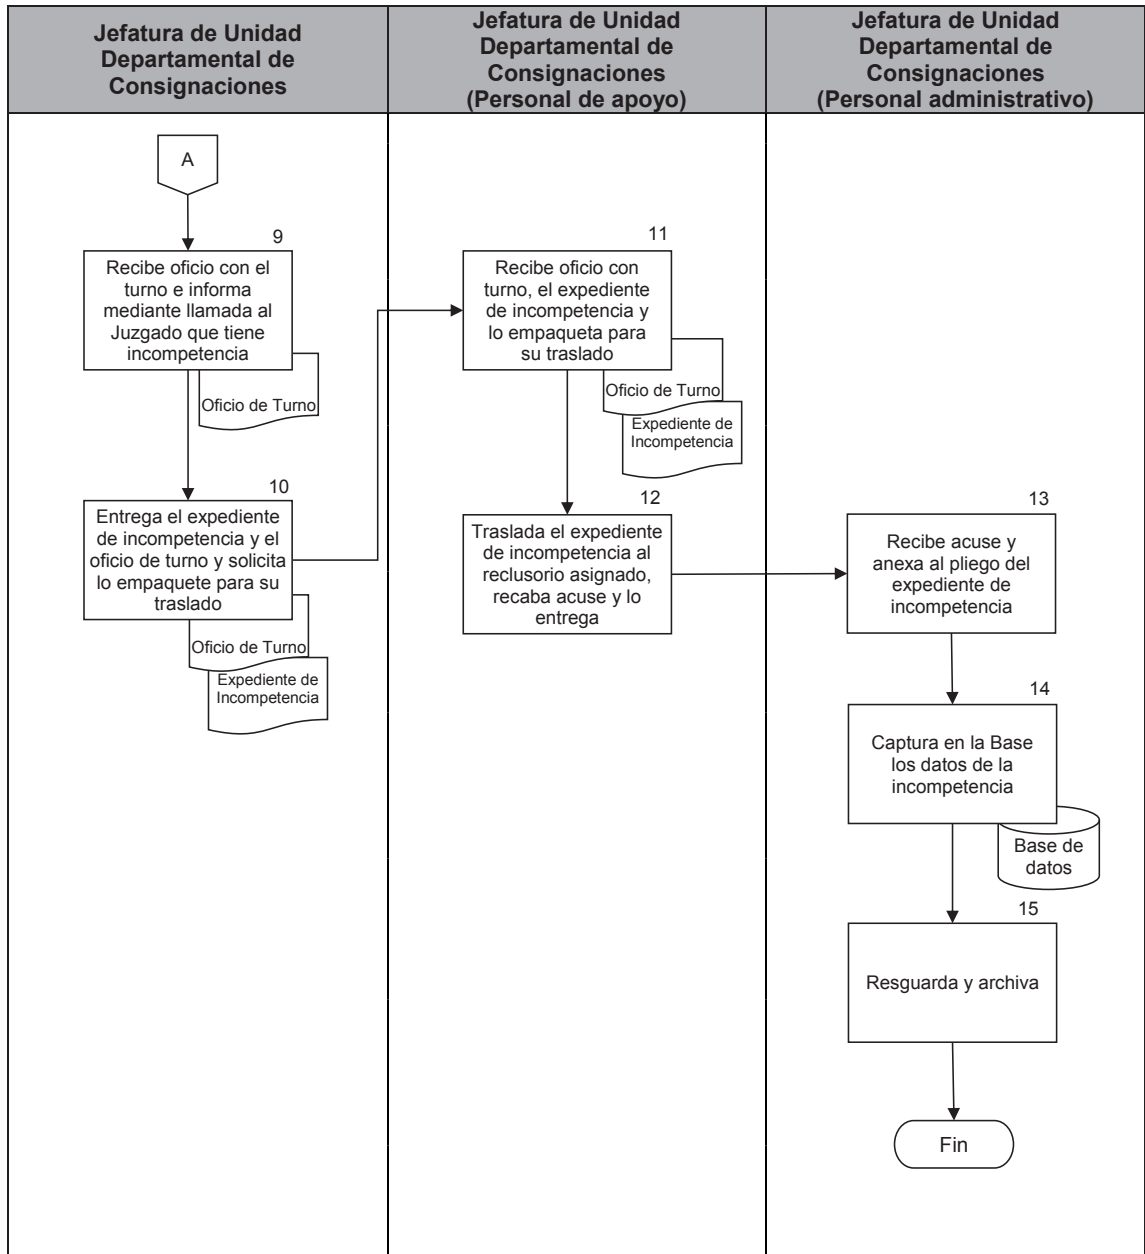 Jefatura de Unidad
Departamental de
Consignaciones
Jefatura de Unidad
Departamental de
Consignaciones
(Personal de apoyo)
Jefatura de Unidad
Departamental de
Consignaciones
(Personal administrativo)
A
9
Recibe oficio con el
turno e informa
mediante llamada al
Juzgado que tiene
incompetencia
Oficio de Turno
10
Entrega el expediente
de incompetencia y el
oficio de turno y solicita
lo empaquete para su
traslado
Oficio de Turno
Expediente de
Incompetencia
11
Recibe oficio con
turno, el expediente
de incompetencia y
lo empaqueta para
su traslado
Oficio de Turno
Expediente de
Incompetencia
12
Traslada el expediente
de incompetencia al
reclusorio asignado,
recaba acuse y lo
entrega
13
Recibe acuse y
anexa al pliego del
expediente de
incompetencia
14
Captura en la Base
los datos de la
incompetencia
Base de
datos
15
Resguarda y archiva
Fin